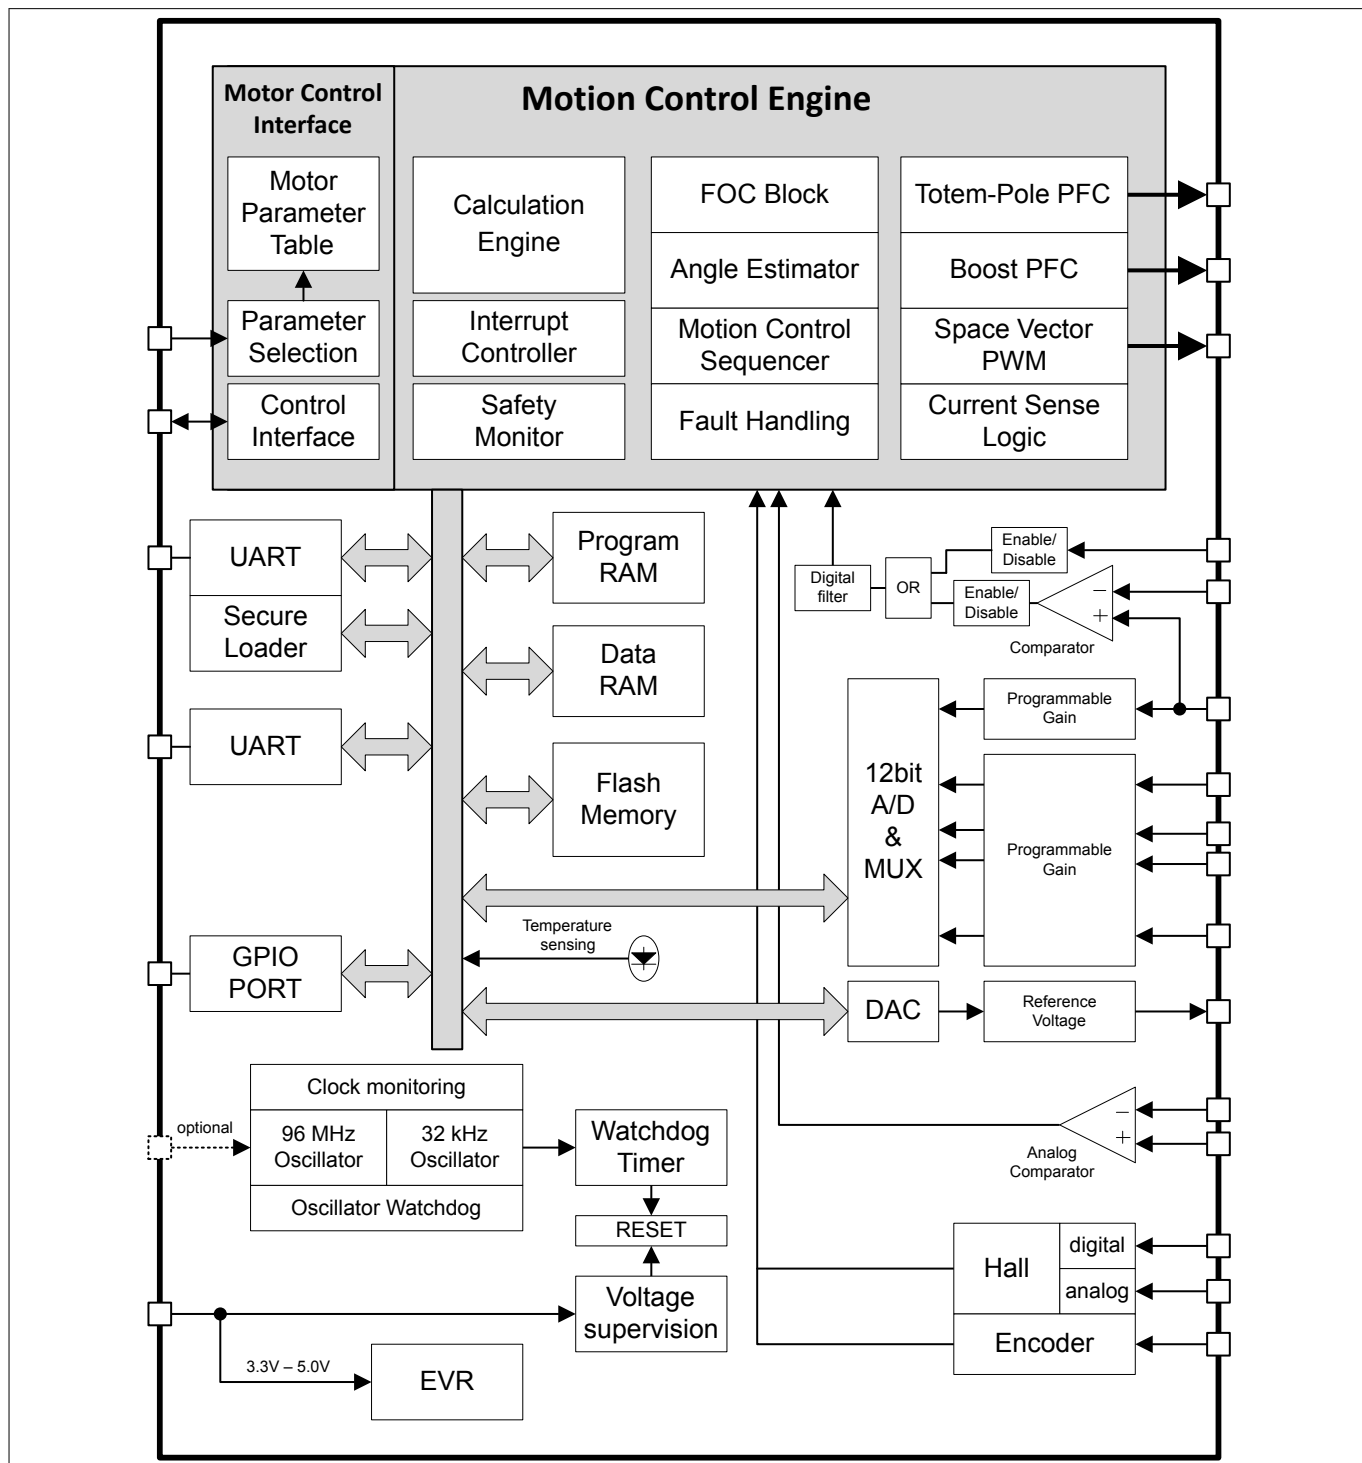 Motor Control
Interface
Motion Control Engine
Motor
Parameter
Table
Parameter
Selection
Control
Interface
Calculation
Engine
Interrupt
Controller
Safety
Monitor
FOC Block
Angle Estimator
Motion Control
Sequencer
Fault Handling
Totem-Pole PFC
Boost PFC
Space Vector
PWM
Current Sense
Logic
UART
Secure
Loader
UART
GPIO
PORT
Program
RAM
Data
RAM
Flash
Memory
Temperature
sensing
Enable/
Disable
Digital
filter
OR
Enable/
Disable
−
+
Comparator
12bit
A/D
&
MUX
Programmable
Gain
Programmable
Gain
DAC
Reference
Voltage
Clock monitoring
optional
96 MHz
Oscillator
32 kHz
Oscillator
Oscillator Watchdog
Watchdog
Timer
RESET
Voltage
supervision
3.3V – 5.0V
EVR
−
+
Analog
Comparator
Hall
digital
analog
Encoder